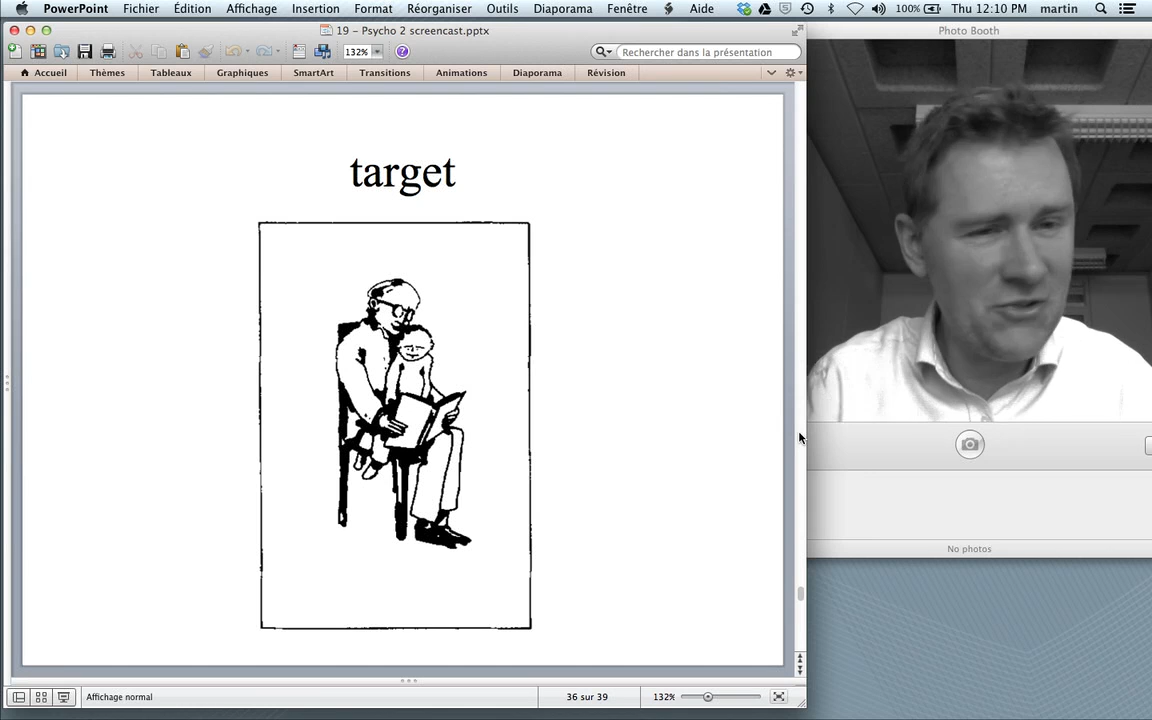 PowerPoint Fichier Édition Affichage Insertion Format Réorganiser Outils Diaporama Fenêtre Aide 100% Thu 12:10 PM martin
19 – Psycho 2 screencast.pptx
Photo Booth
132%
Rechercher dans la présentation
Accueil Thèmes Tableaux Graphiques SmartArt Transitions Animations Diaporama Révision
target
No photos
Affichage normal
36 sur 39
132%